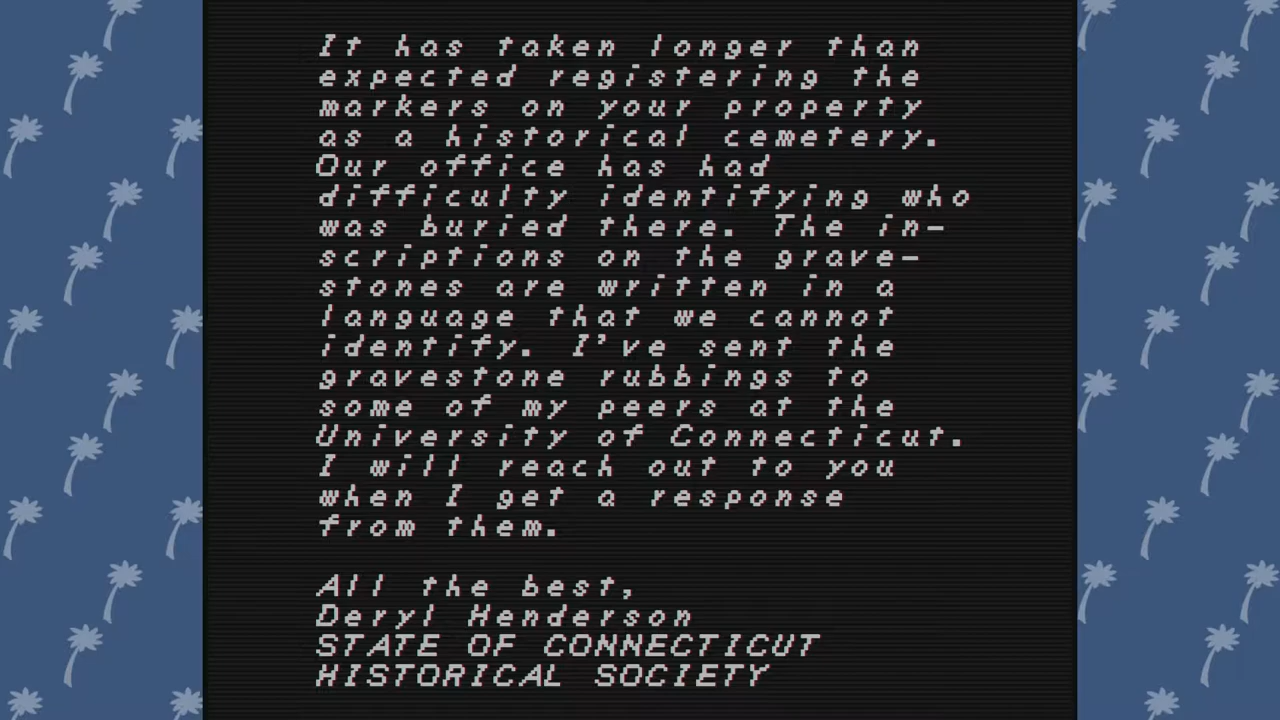 It has taken longer than
expected registering the
markers on your property
as a historical cemetery.
Our office has had
difficulty identifying who
was buried there. The in-
scriptions on the grave-
stones are written in a
language that we cannot
identify. I've sent the
gravestone rubbings to
some of my peers at the
University of Connecticut.
I will reach out to you
when I get a response
from them.
All the best,
Deryl Henderson
STATE OF CONNECTICUT
HISTORICAL SOCIETY